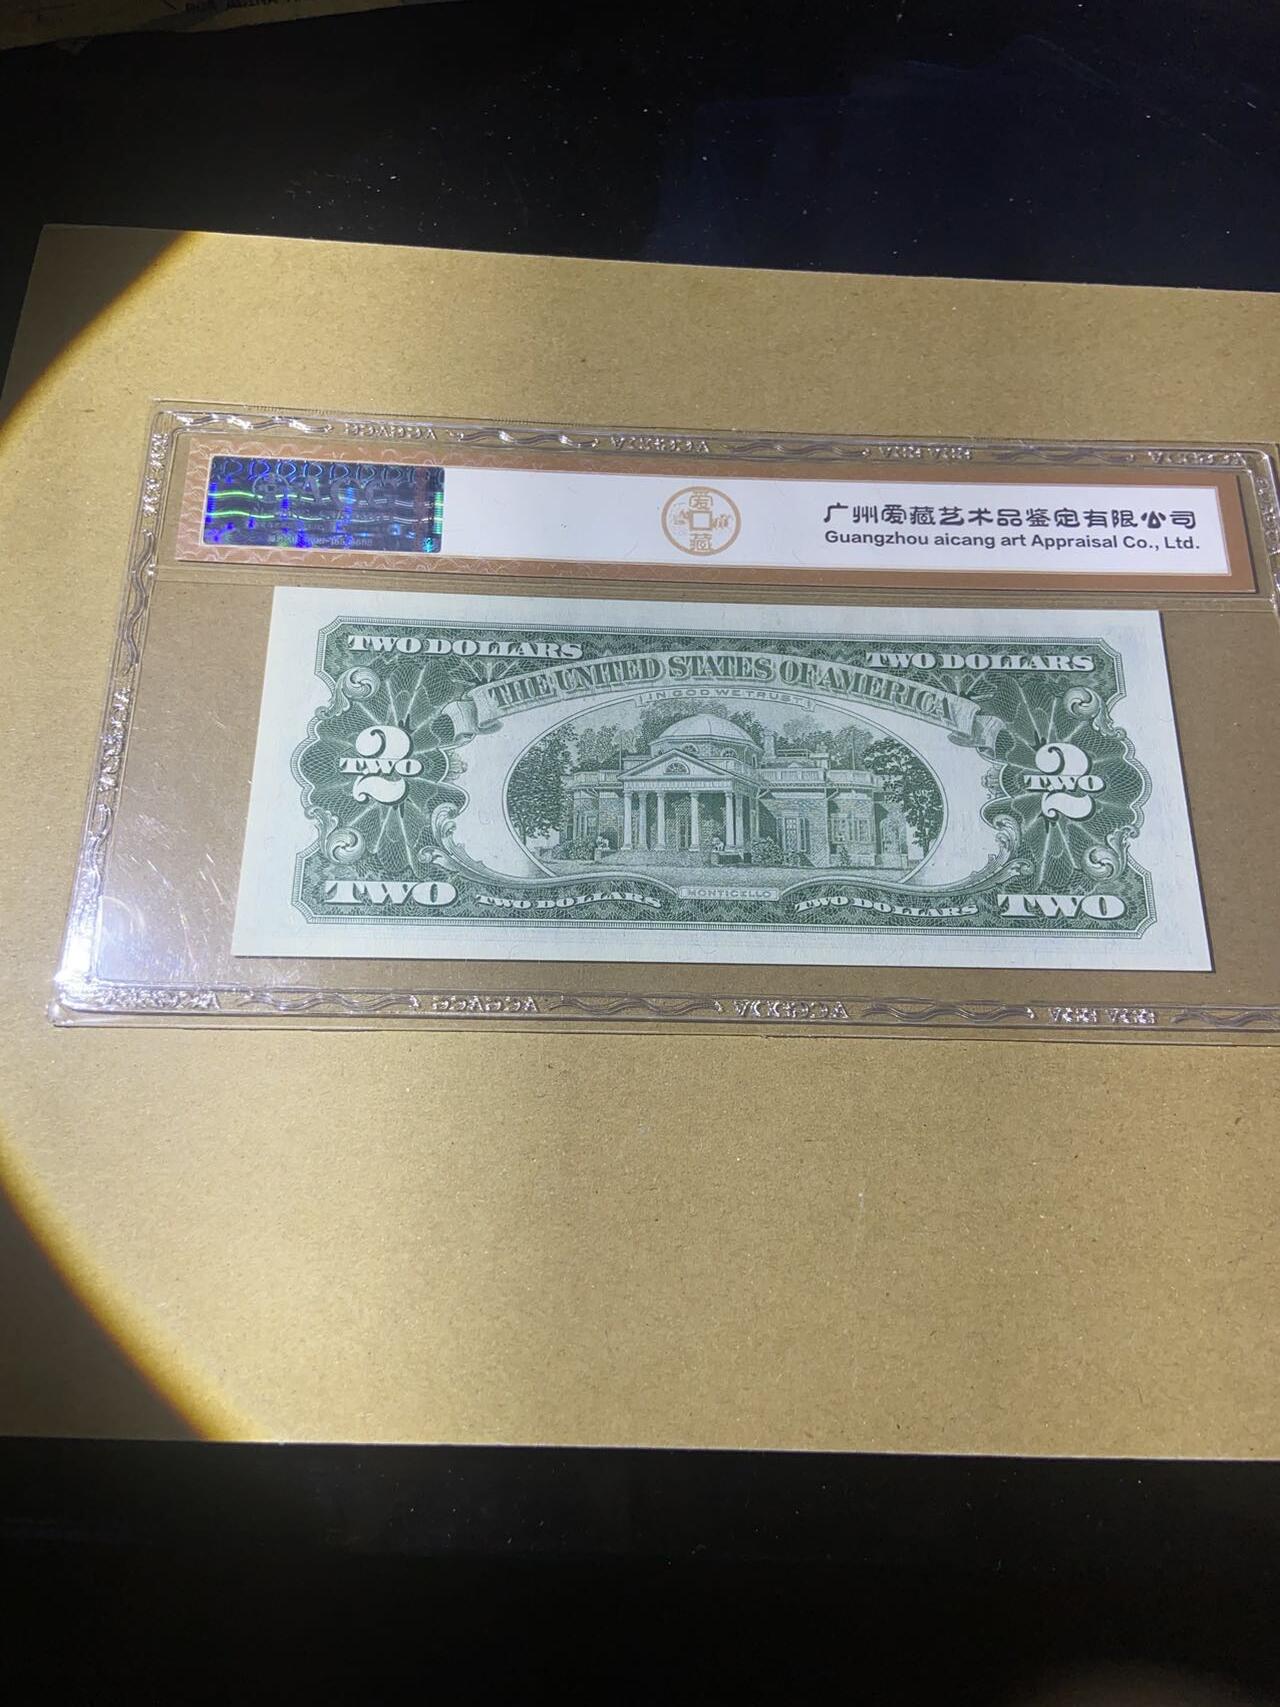 广州爱藏艺术品鉴定有限公司
Guangzhou aicang art Appraisal Co., Ltd.
爱
藏
TWO DOLLARS
TWO DOLLARS
THE UNITED STATES OF AMERICA
IN GOD WE TRUST
2
TWO
2
TWO
MONTICELLO
TWO
TWO DOLLARS
TWO DOLLARS
TWO